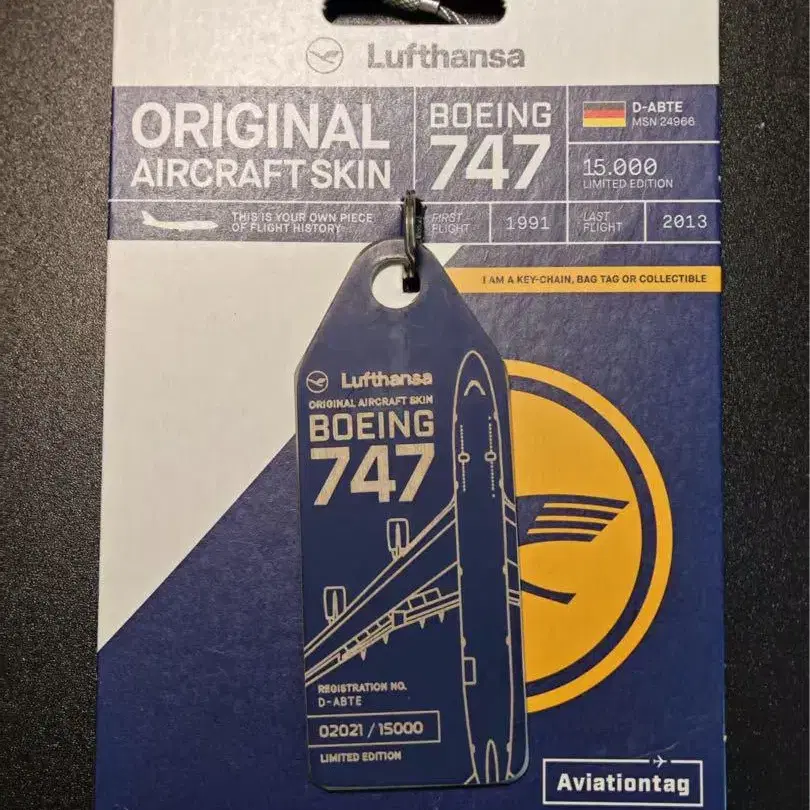 Lufthansa
ORIGINAL
AIRCRAFT SKIN
BOEING
747
D-ABTE
MSN 24966
15.000
LIMITED EDITION
THIS IS YOUR OWN PIECE
OF FLIGHT HISTORY
FIRST
FLIGHT
1991
LAST
FLIGHT
2013
I AM A KEY-CHAIN, BAG TAG OR COLLECTIBLE
Lufthansa
ORIGINAL AIRCRAFT SKIN
BOEING
747
REGISTRATION NO.
D-ABTE
02021 / 15000
LIMITED EDITION
Aviationtag